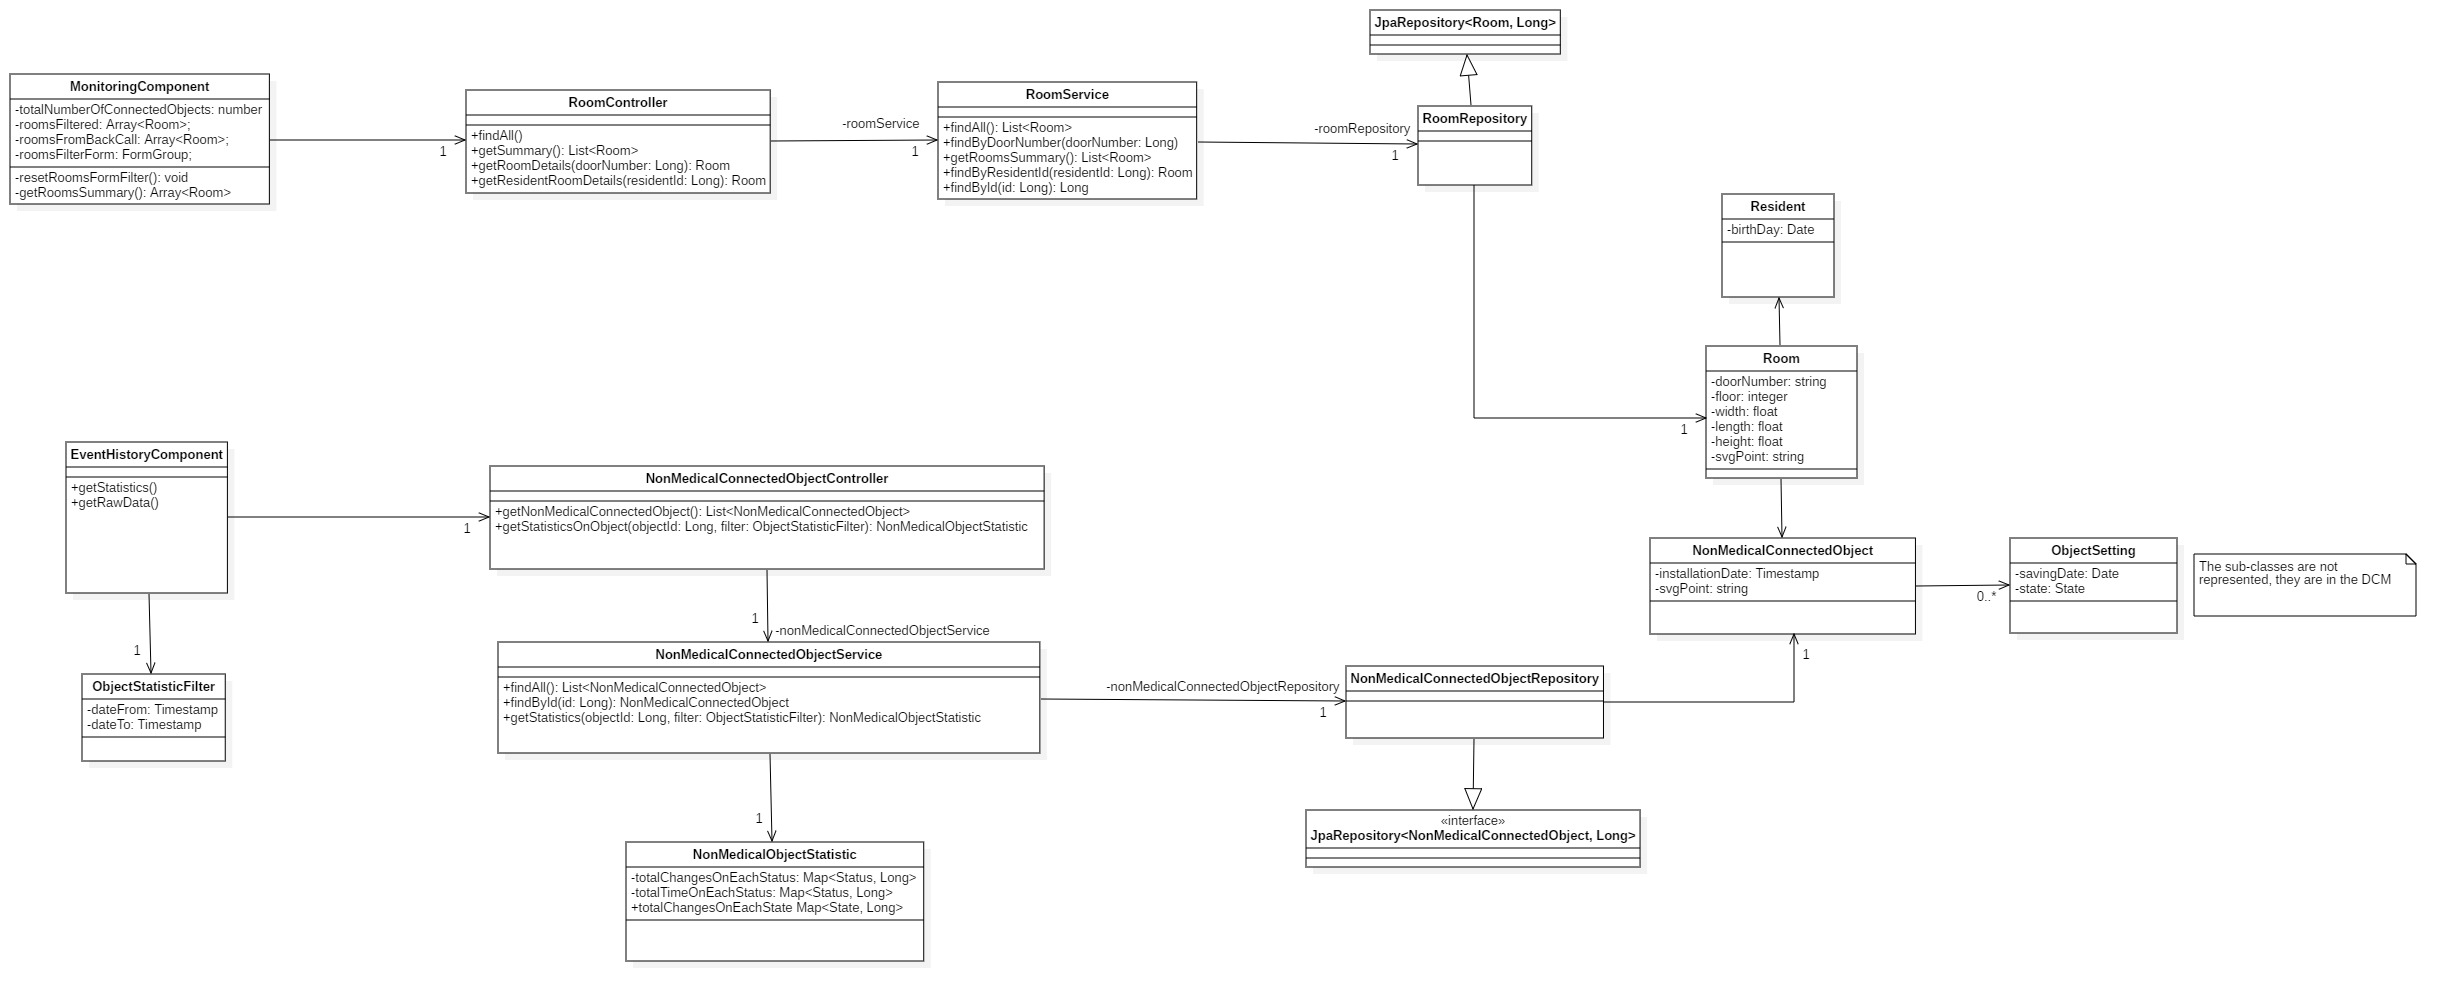 JpaRepository<Room, Long>
MonitoringComponent
-totalNumberOfConnectedObjects: number
-roomsFiltered: Array<Room>;
-roomsFromBackCall: Array<Room>;
-roomsFilterForm: FormGroup;
-resetRoomsFormFilter(): void
-getRoomsSummary(): Array<Room>
1
RoomController
+findAll()
+getSummary(): List<Room>
+getRoomDetails(doorNumber: Long): Room
+getResidentRoomDetails(residentId: Long): Room
-roomService
1
RoomService
+findAll(): List<Room>
+findByDoorNumber(doorNumber: Long)
+getRoomsSummary(): List<Room>
+findByResidentId(residentId: Long): Room
+findById(id: Long): Long
-roomRepository
1
RoomRepository
Resident
-birthDay: Date
Room
-doorNumber: string
-floor: integer
-width: float
-length: float
-height: float
-svgPoint: string
1
EventHistoryComponent
+getStatistics()
+getRawData()
1
NonMedicalConnectedObjectController
+getNonMedicalConnectedObject(): List<NonMedicalConnectedObject>
+getStatisticsOnObject(objectId: Long, filter: ObjectStatisticFilter): NonMedicalObjectStatistic
NonMedicalConnectedObject
-installationDate: Timestamp
-svgPoint: string
0..*
ObjectSetting
-savingDate: Date
-state: State
The sub-classes are not
represented, they are in the DCM
1
-nonMedicalConnectedObjectService
1
ObjectStatisticFilter
-dateFrom: Timestamp
-dateTo: Timestamp
NonMedicalConnectedObjectService
+findAll(): List<NonMedicalConnectedObject>
+findById(id: Long): NonMedicalConnectedObject
+getStatistics(objectId: Long, filter: ObjectStatisticFilter): NonMedicalObjectStatistic
-nonMedicalConnectedObjectRepository
1
NonMedicalConnectedObjectRepository
1
«interface»
JpaRepository<NonMedicalConnectedObject, Long>
1
NonMedicalObjectStatistic
-totalChangesOnEachStatus: Map<Status, Long>
-totalTimeOnEachStatus: Map<Status, Long>
+totalChangesOnEachState Map<State, Long>